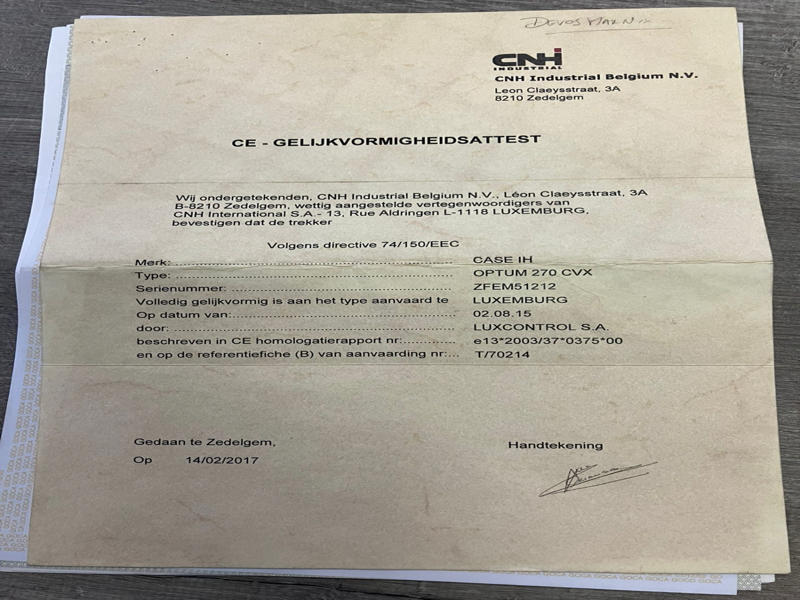 DEVOS MARNIX
CNH
INDUSTRIAL
CNH Industrial Belgium N.V.
Leon Claeysstraat, 3A
8210 Zedelgem
CE - GELIJKVORMIGHEIDSATTEST
Wij ondergetekenden, CNH Industrial Belgium N.V., Léon Claeysstraat, 3A
B-8210 Zedelgem, wettig aangestelde vertegenwoordigers van
CNH International S.A.- 13, Rue Aldringen L-1118 LUXEMBURG,
bevestigen dat de trekker
Volgens directive 74/150/EEC
Merk: CASE IH
Type: OPTUM 270 CVX
Serienummer: ZFEM51212
Volledig gelijkvormig is aan het type aanvaard te LUXEMBURG
Op datum van: 02.08.15
door: LUXCONTROL S.A.
beschreven in CE homologatierapport nr: e13*2003/37*0375*00
en op de referentiefiche (B) van aanvaarding nr: T/70214
Gedaan te Zedelgem,
Handtekening
Op 14/02/2017